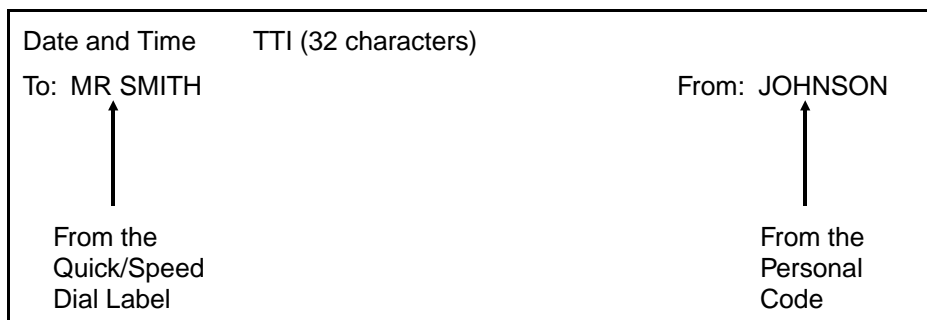 Date and Time TTI (32 characters)
To: MR SMITH From: JOHNSON
From the
Quick/Speed
Dial Label
From the
Personal
Code